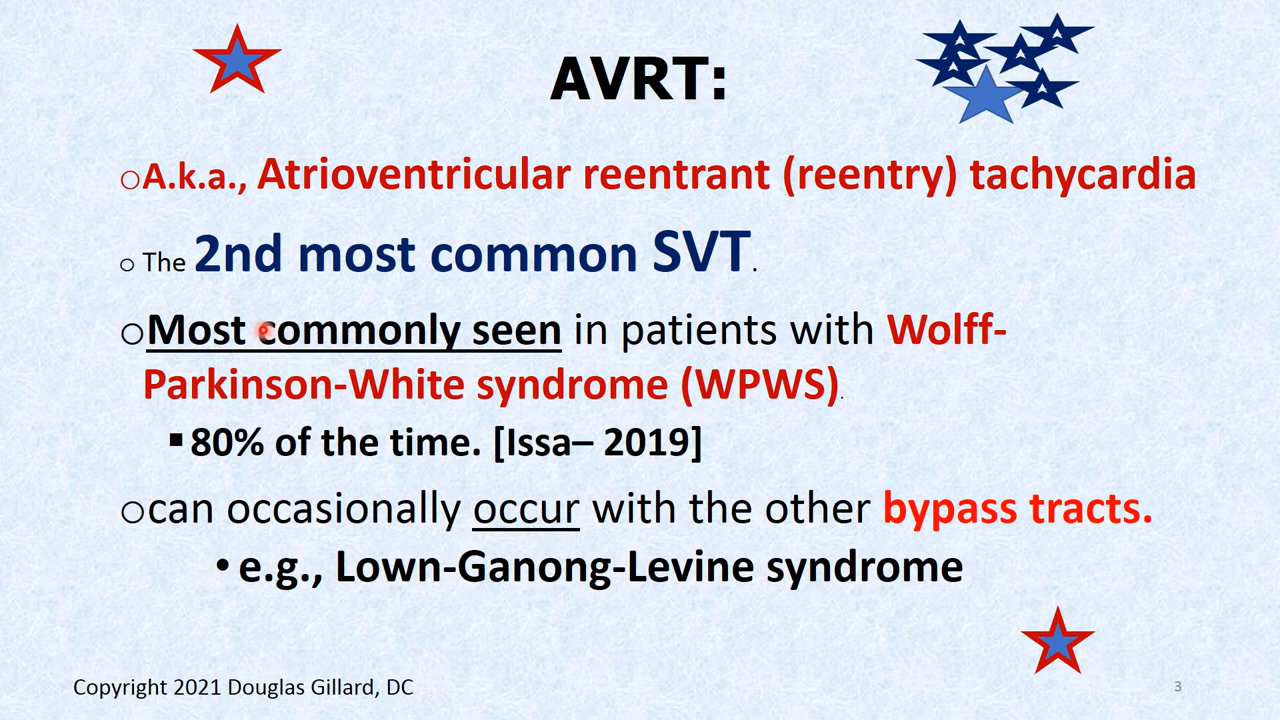 AVRT:
○A.k.a., Atrioventricular reentrant (reentry) tachycardia
○ The 2nd most common SVT.
○Most commonly seen in patients with Wolff-
Parkinson-White syndrome (WPWS).
▪80% of the time. [Issa– 2019]
○can occasionally occur with the other bypass tracts.
• e.g., Lown-Ganong-Levine syndrome
Copyright 2021 Douglas Gillard, DC
3